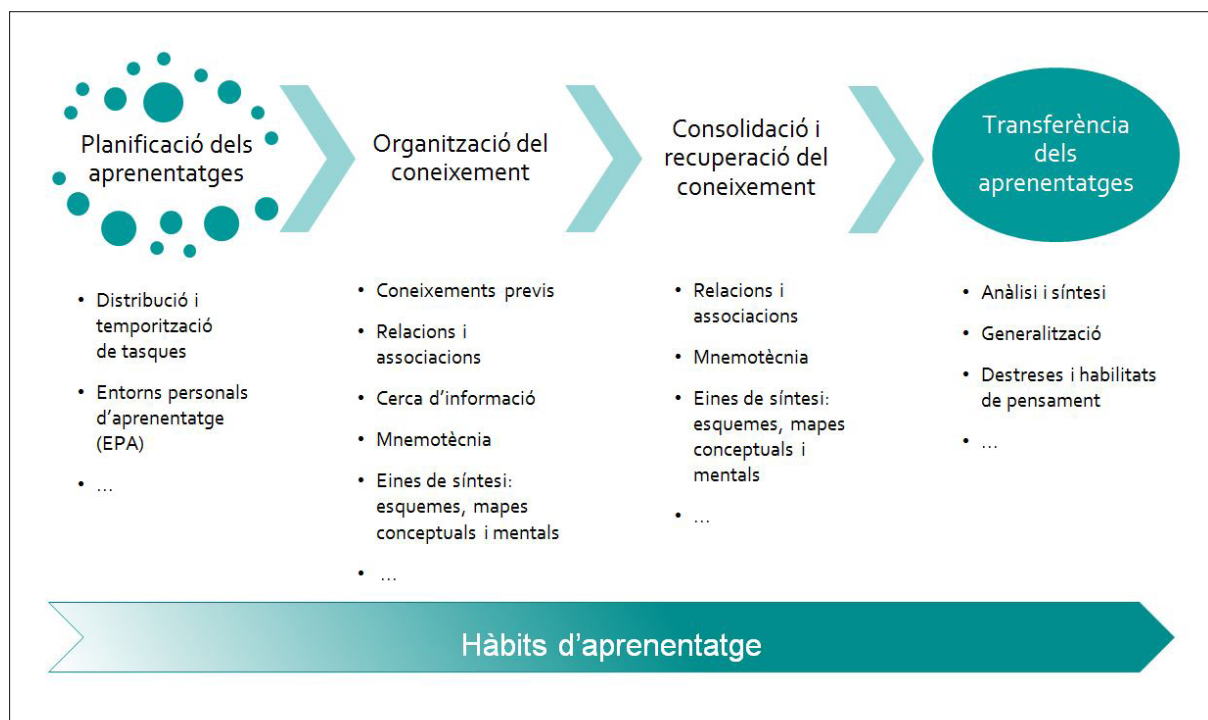 Planificació dels
aprenentatges
Organització del
coneixement
Consolidació i
recuperació del
coneixement
Transferència
dels
aprenentatges
• Distribució i
temporització
de tasques
• Entorns personals
d'aprenentatge
(EPA)
• ...
• Coneixements previs
• Relacions i
associacions
• Cerca d'informació
• Mnemotècnia
• Eines de síntesi:
esquemes, mapes
conceptuals i mentals
• ...
• Relacions i
associacions
• Mnemotècnia
• Eines de síntesi:
esquemes, mapes
conceptuals i
mentals
• ...
• Anàlisi i síntesi
• Generalització
• Destreses i habilitats
de pensament
• ...
Hàbits d'aprenentatge